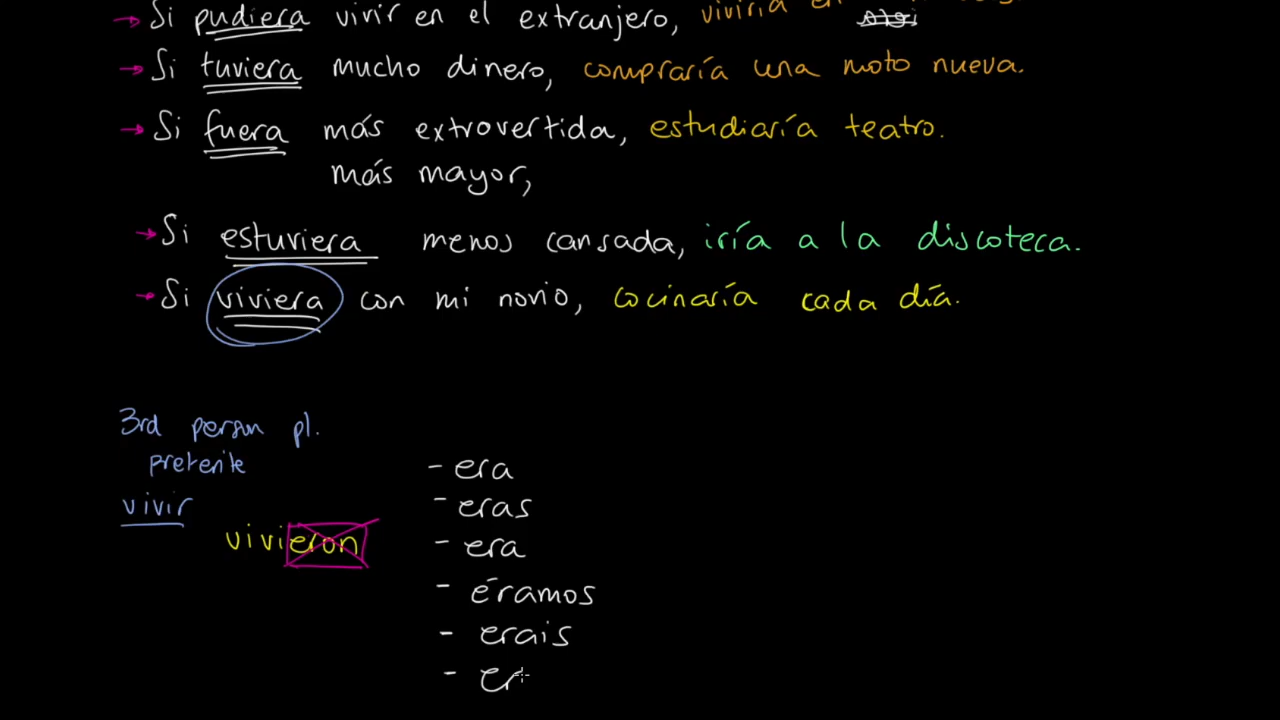 → Si pudiera vivir en el extranjero, viviría en
→ Si tuviera mucho dinero, compraría una moto nueva.
→ Si fuera más extrovertida, estudiaría teatro.
más mayor,
→ Si estuviera menos cansada, iría a la discoteca.
→ Si viviera con mi novio, cocinaría cada día.
3rd person pl.
preterite
vivir
vivieron
- era
- eras
- era
- éramos
- erais
- er